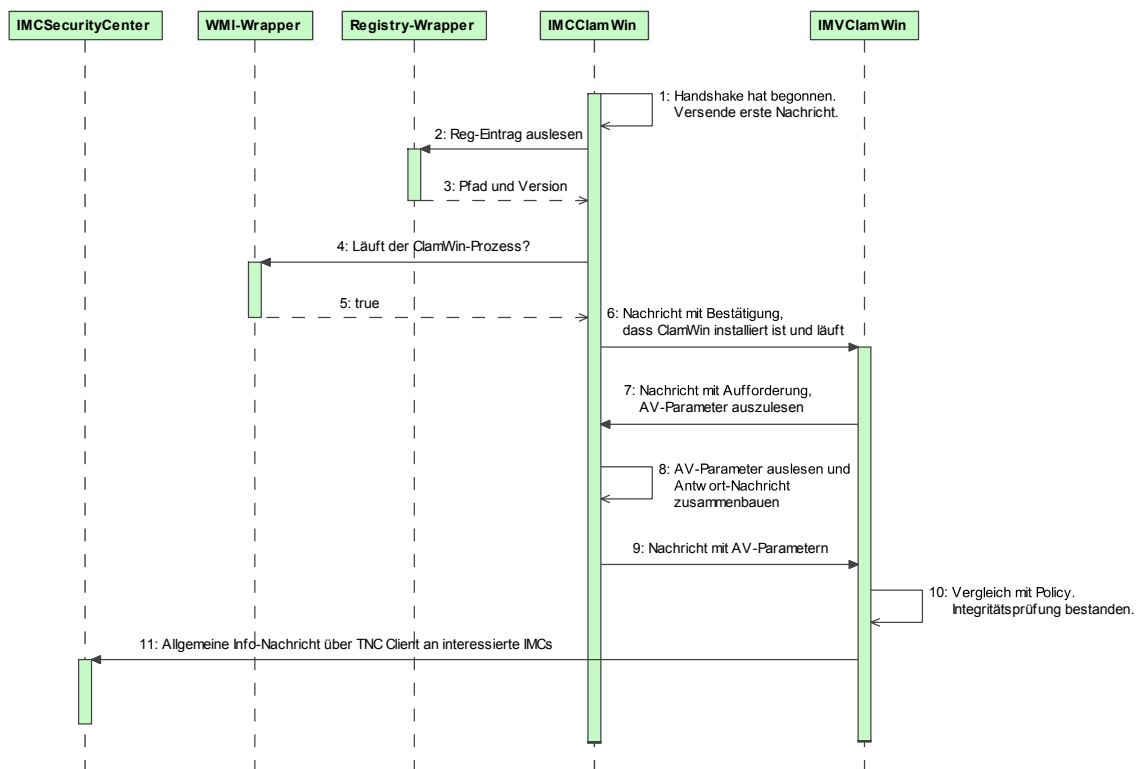 IMCSecurityCenter
WMI-Wrapper
Registry-Wrapper
IMCClamWin
IMVClamWin
1: Handshake hat begonnen.
Versende erste Nachricht.
2: Reg-Eintrag auslesen
3: Pfad und Version
4: Läuft der ClamWin-Prozess?
5: true
6: Nachricht mit Bestätigung,
dass ClamWin installiert ist und läuft
7: Nachricht mit Aufforderung,
AV-Parameter auszulesen
8: AV-Parameter auslesen und
Antwort-Nachricht
zusammenbauen
9: Nachricht mit AV-Parametern
10: Vergleich mit Policy.
Integritätsprüfung bestanden.
11: Allgemeine Info-Nachricht über TNC Client an interessierte IMCs